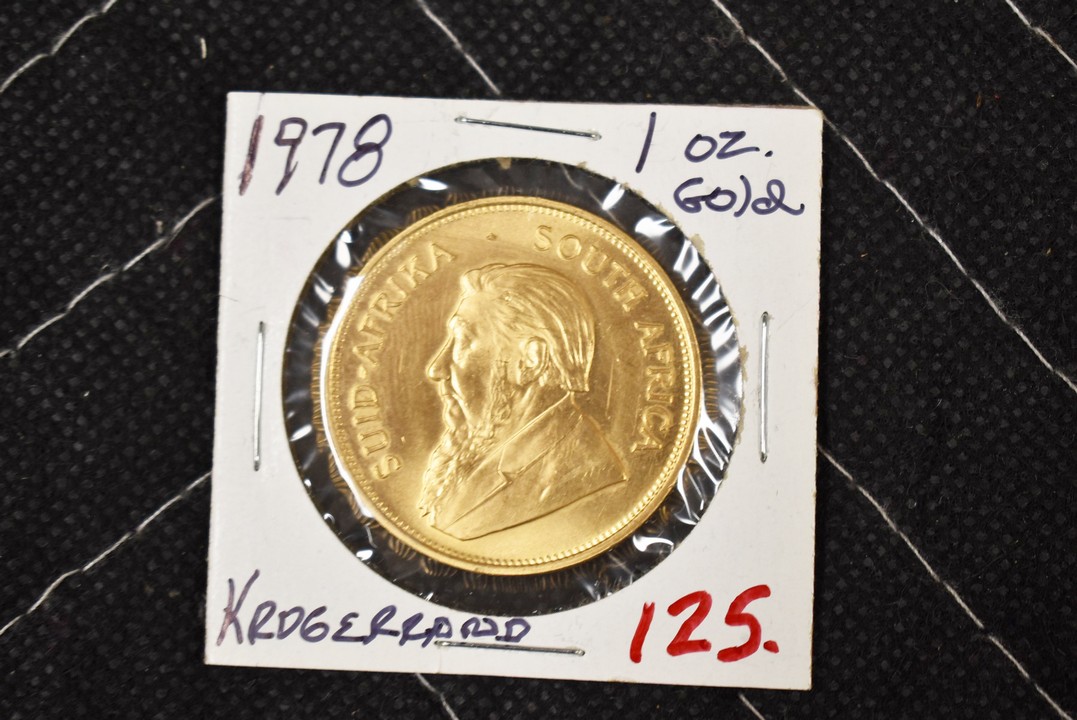 1978
1 oz.
Gold
SUID-AFRIKA · SOUTH AFRICA
KRUGERRAND
125.